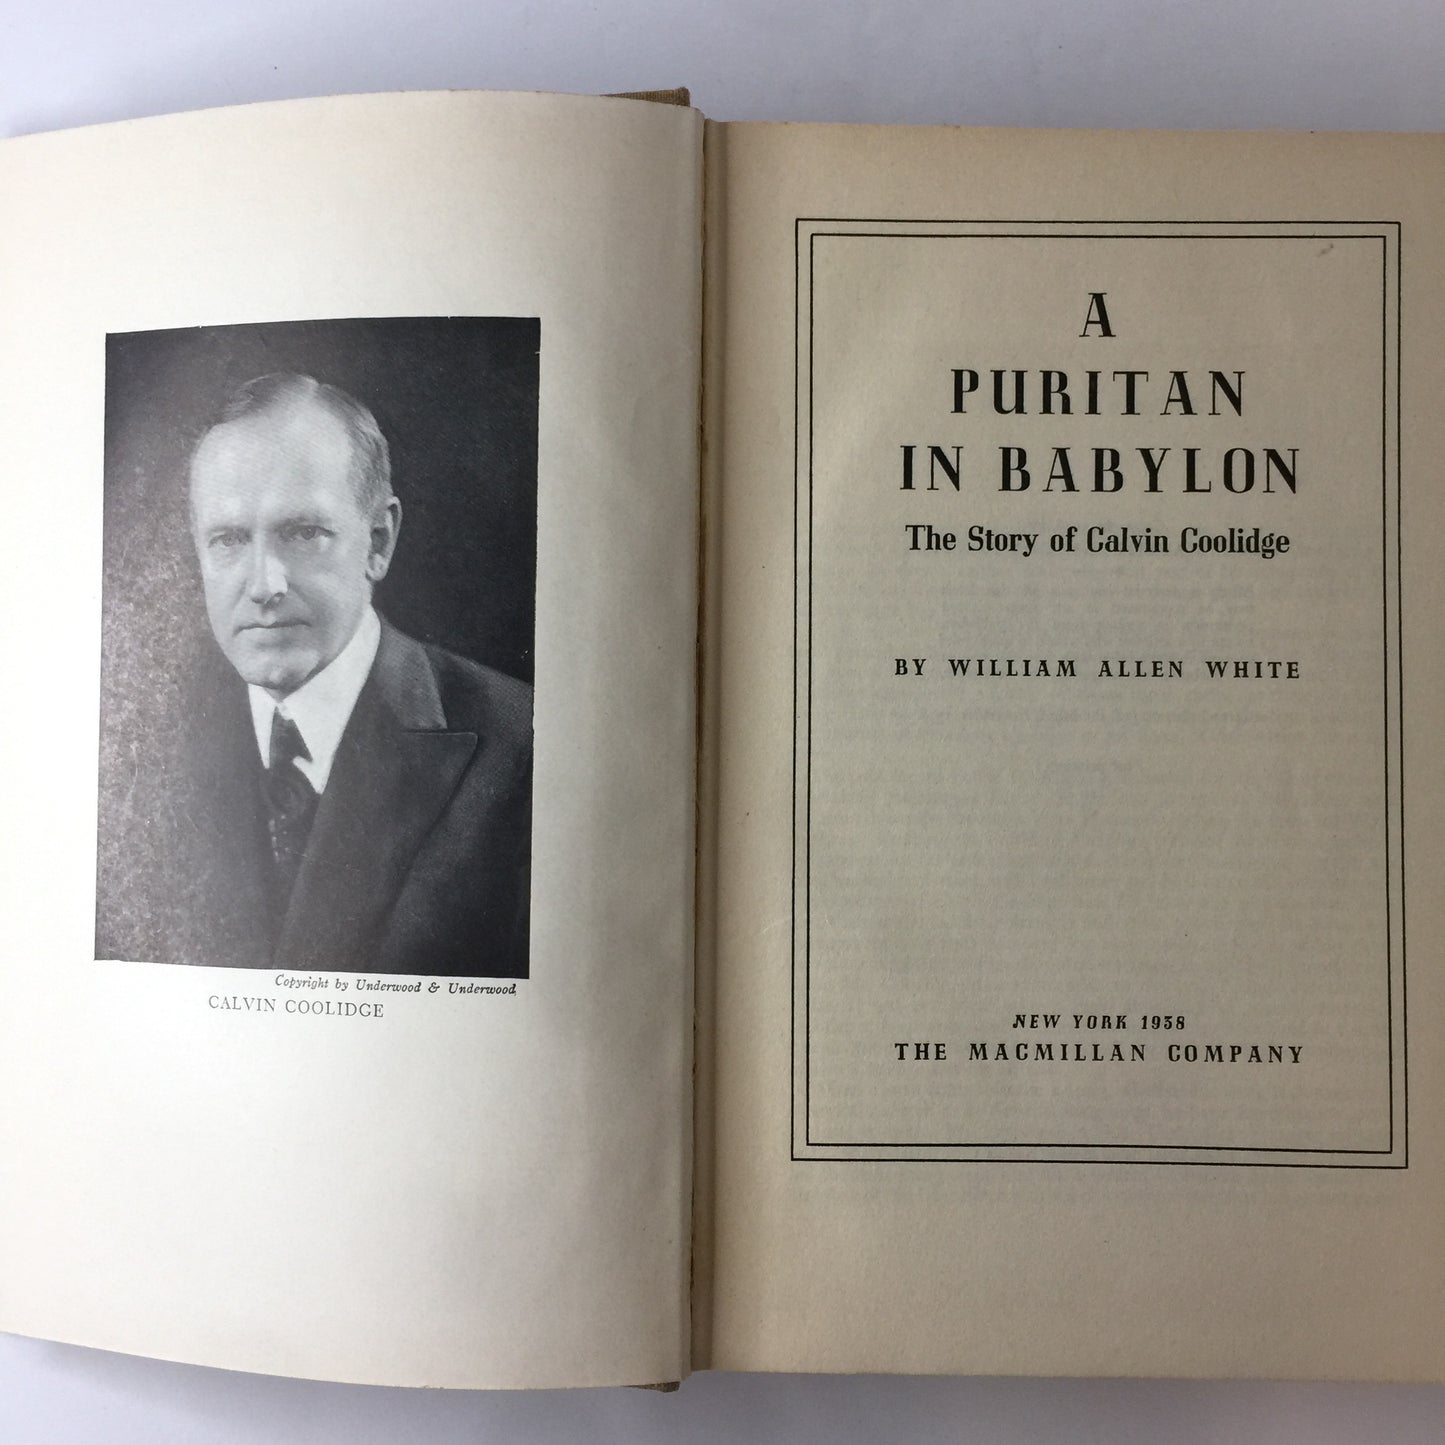 Copyright by Underwood & Underwood
CALVIN COOLIDGE
A
PURITAN
IN BABYLON
The Story of Calvin Coolidge
BY WILLIAM ALLEN WHITE
NEW YORK 1938
THE MACMILLAN COMPANY